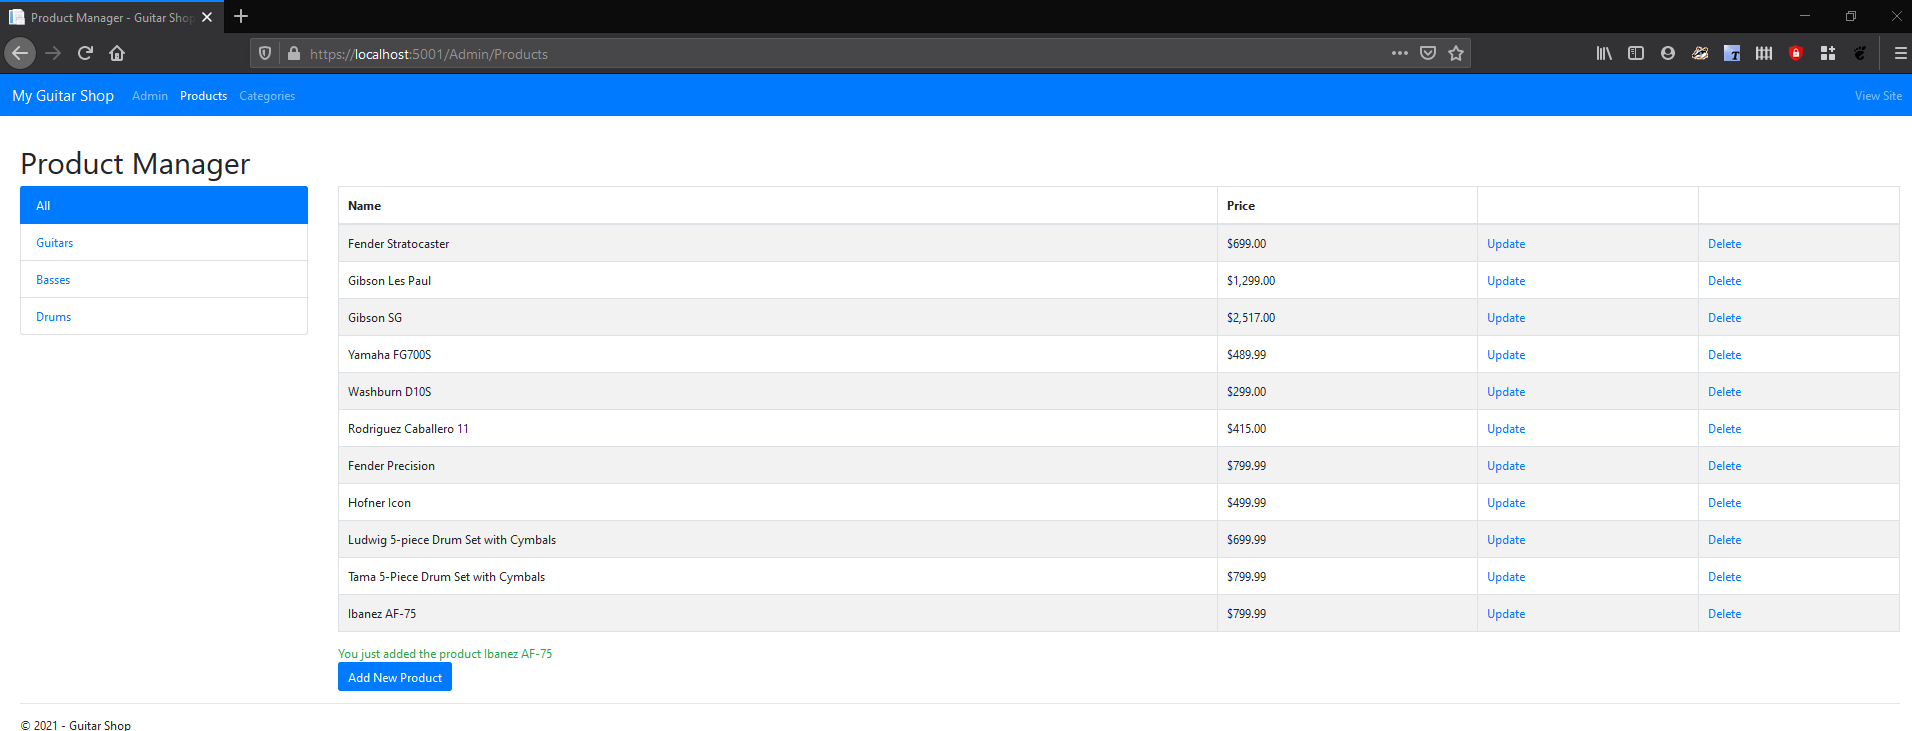 Product Manager - Guitar Shop
https://localhost:5001/Admin/Products
My Guitar Shop Admin Products Categories View Site
Product Manager
All
Guitars
Basses
Drums
Name Price
Fender Stratocaster $699.00 Update Delete
Gibson Les Paul $1,299.00 Update Delete
Gibson SG $2,517.00 Update Delete
Yamaha FG700S $489.99 Update Delete
Washburn D10S $299.00 Update Delete
Rodriguez Caballero 11 $415.00 Update Delete
Fender Precision $799.99 Update Delete
Hofner Icon $499.99 Update Delete
Ludwig 5-piece Drum Set with Cymbals $699.99 Update Delete
Tama 5-Piece Drum Set with Cymbals $799.99 Update Delete
Ibanez AF-75 $799.99 Update Delete
You just added the product Ibanez AF-75
Add New Product
© 2021 - Guitar Shop